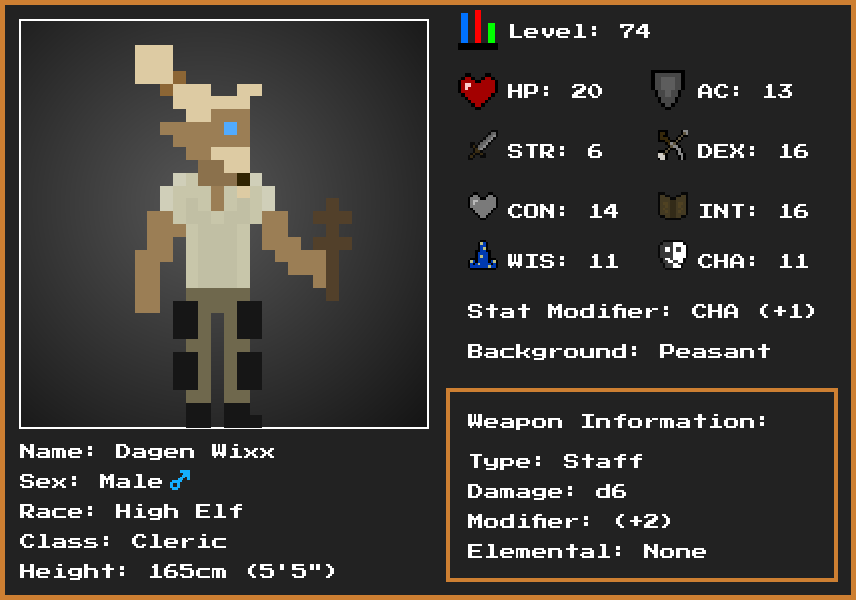 Level: 74
HP: 20 AC: 13
STR: 6 DEX: 16
CON: 14 INT: 16
WIS: 11 CHA: 11
Stat Modifier: CHA (+1)
Background: Peasant
Weapon Information:
Type: Staff
Damage: d6
Modifier: (+2)
Elemental: None
Name: Dagen Wixx
Sex: Male♂
Race: High Elf
Class: Cleric
Height: 165cm (5'5")